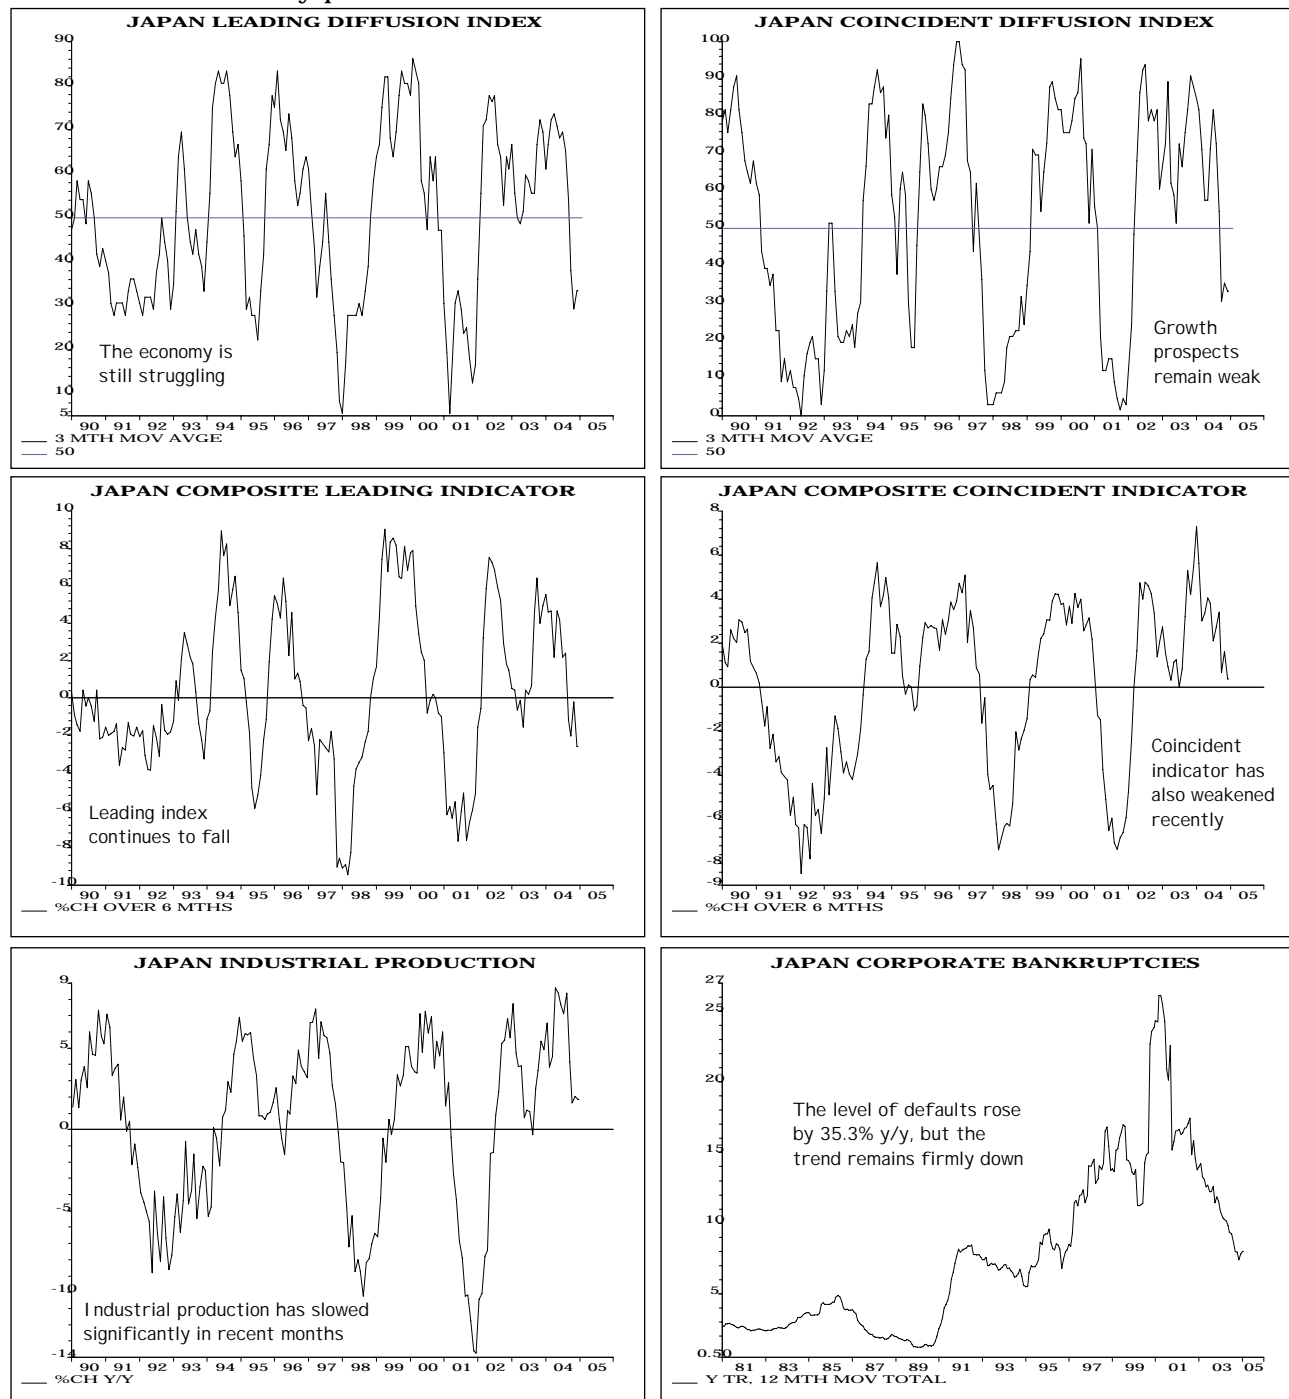 JAPAN LEADING DIFFUSION INDEX
90
80
70
60
50
40
30
20
10
5
90 91 92 93 94 95 96 97 98 99 00 01 02 03 04 05
The economy is
still struggling
3 MTH MOV AVGE
50
JAPAN COINCIDENT DIFFUSION INDEX
100
90
80
70
60
50
40
30
20
10
0
90 91 92 93 94 95 96 97 98 99 00 01 02 03 04 05
Growth
prospects
remain weak
3 MTH MOV AVGE
50
JAPAN COMPOSITE LEADING INDICATOR
10
8
6
4
2
0
-2
-4
-6
-8
-10
90 91 92 93 94 95 96 97 98 99 00 01 02 03 04 05
Leading index
continues to fall
%CH OVER 6 MTHS
JAPAN COMPOSITE COINCIDENT INDICATOR
8
6
4
2
0
-2
-4
-6
-8
-9
90 91 92 93 94 95 96 97 98 99 00 01 02 03 04 05
Coincident
indicator has
also weakened
recently
%CH OVER 6 MTHS
JAPAN INDUSTRIAL PRODUCTION
9
5
0
-5
-10
-14
90 91 92 93 94 95 96 97 98 99 00 01 02 03 04 05
Industrial production has slowed
significantly in recent months
%CH Y/Y
JAPAN CORPORATE BANKRUPTCIES
27
25
20
15
10
5
0.50
81 83 85 87 89 91 93 95 97 99 01 03 05
The level of defaults rose
by 35.3% y/y, but the
trend remains firmly down
Y TR, 12 MTH MOV TOTAL